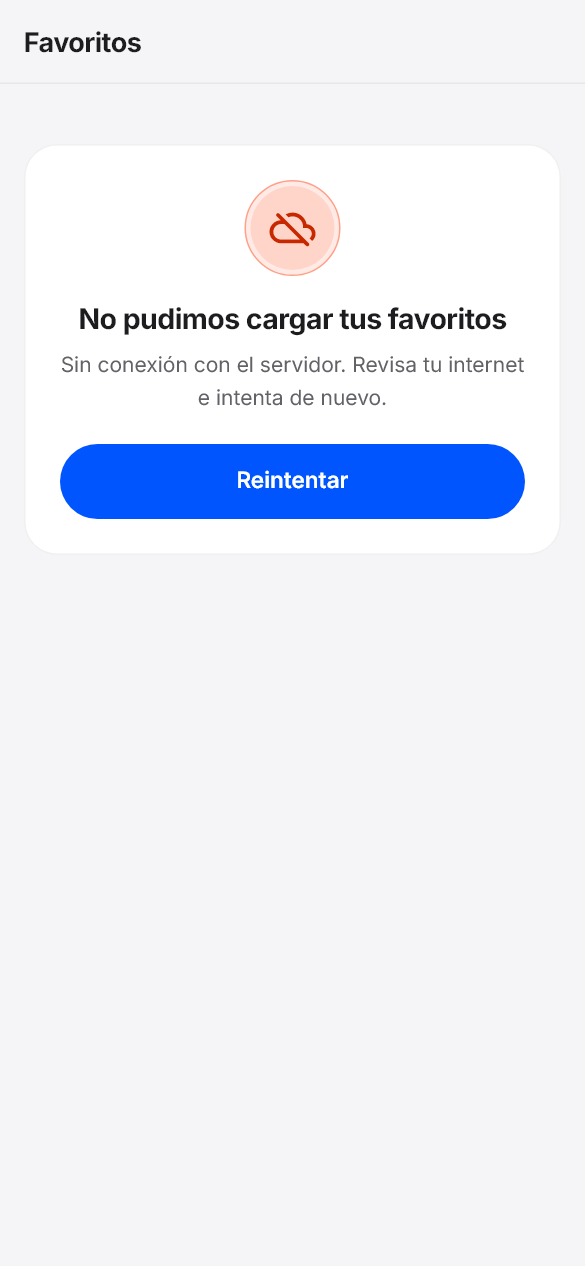 Favoritos
No pudimos cargar tus favoritos
Sin conexión con el servidor. Revisa tu internet
e intenta de nuevo.
Reintentar